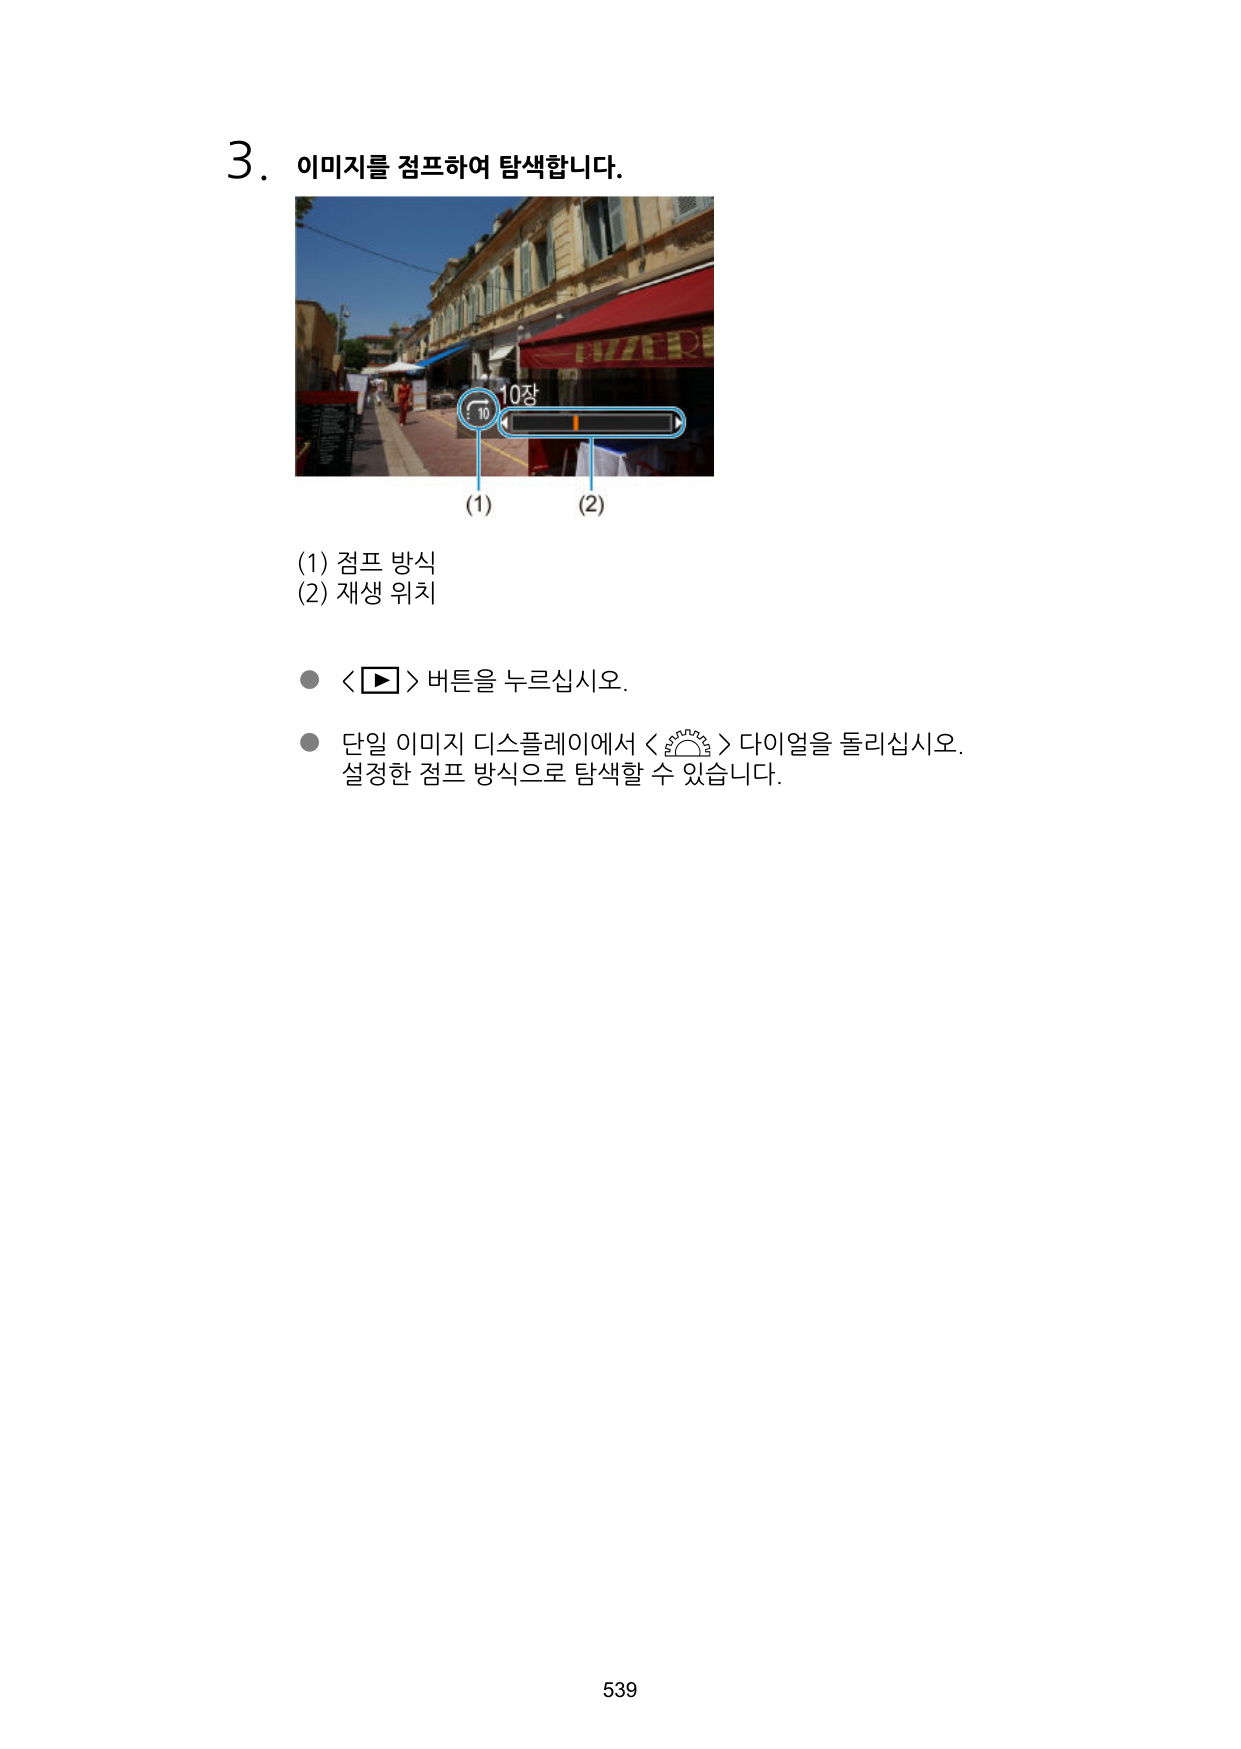 3. 이미지를 점프하여 탐색합니다.
PIZZERI
10장
10
(1) (2)
(1) 점프 방식
(2) 재생 위치
● < > 버튼을 누르십시오.
● 단일 이미지 디스플레이에서 < > 다이얼을 돌리십시오.
설정한 점프 방식으로 탐색할 수 있습니다.
539